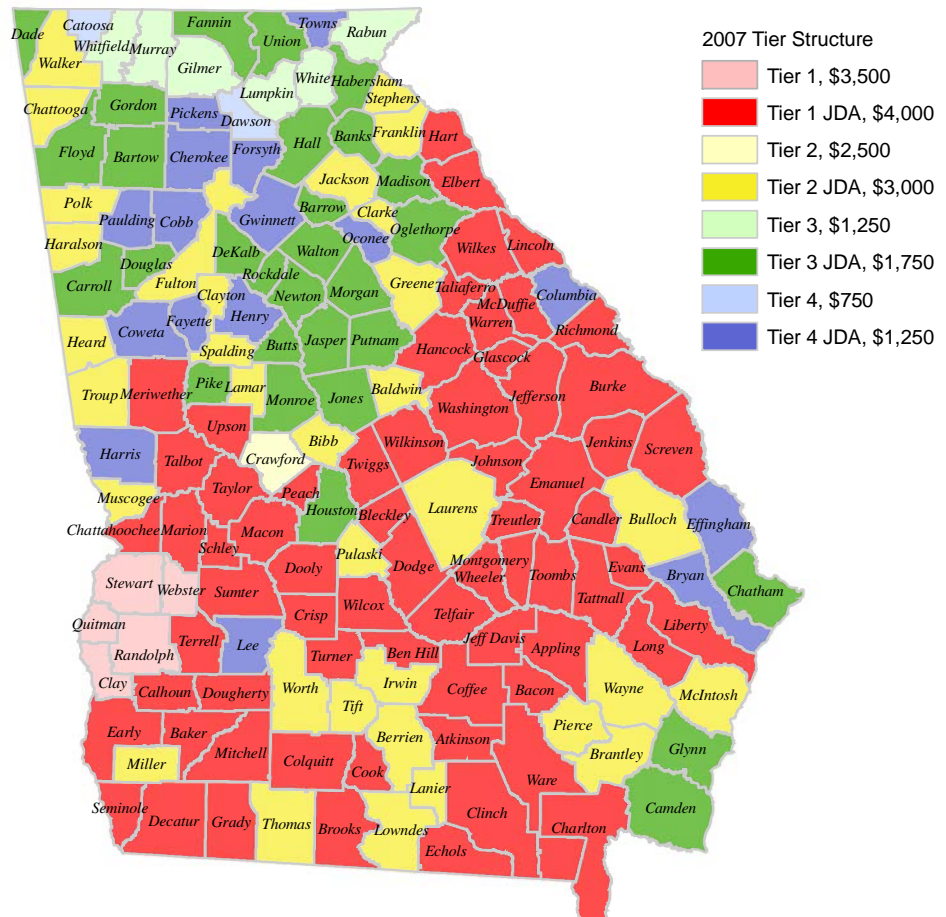 2007 Tier Structure
Tier 1, $3,500
Tier 1 JDA, $4,000
Tier 2, $2,500
Tier 2 JDA, $3,000
Tier 3, $1,250
Tier 3 JDA, $1,750
Tier 4, $750
Tier 4 JDA, $1,250
Dade
Catoosa
Whitfield
Murray
Fannin
Union
Towns
Rabun
Walker
Gilmer
White
Habersham
Stephens
Lumpkin
Chattooga
Gordon
Pickens
Dawson
Hall
Banks
Franklin
Hart
Floyd
Bartow
Cherokee
Forsyth
Jackson
Madison
Elbert
Polk
Paulding
Cobb
Gwinnett
Barrow
Clarke
Oconee
Oglethorpe
Haralson
Douglas
DeKalb
Walton
Wilkes
Lincoln
Carroll
Fulton
Rockdale
Clayton
Newton
Morgan
Greene
Taliaferro
McDuffie
Columbia
Warren
Richmond
Heard
Coweta
Fayette
Henry
Spalding
Butts
Jasper
Putnam
Hancock
Glascock
Troup
Meriwether
Pike
Lamar
Monroe
Jones
Baldwin
Washington
Jefferson
Burke
Upson
Harris
Talbot
Crawford
Bibb
Twiggs
Wilkinson
Johnson
Jenkins
Screven
Taylor
Peach
Emanuel
Muscogee
Houston
Bleckley
Laurens
Treutlen
Candler
Bulloch
Effingham
Chattahoochee
Marion
Macon
Schley
Pulaski
Dodge
Montgomery
Wheeler
Toombs
Evans
Tattnall
Bryan
Chatham
Stewart
Webster
Sumter
Dooly
Crisp
Wilcox
Telfair
Liberty
Long
Quitman
Randolph
Terrell
Lee
Turner
Ben Hill
Jeff Davis
Appling
Clay
Calhoun
Dougherty
Worth
Tift
Irwin
Coffee
Bacon
Wayne
McIntosh
Early
Baker
Mitchell
Colquitt
Berrien
Atkinson
Pierce
Brantley
Glynn
Miller
Cook
Lanier
Ware
Seminole
Decatur
Grady
Thomas
Brooks
Lowndes
Clinch
Echols
Charlton
Camden